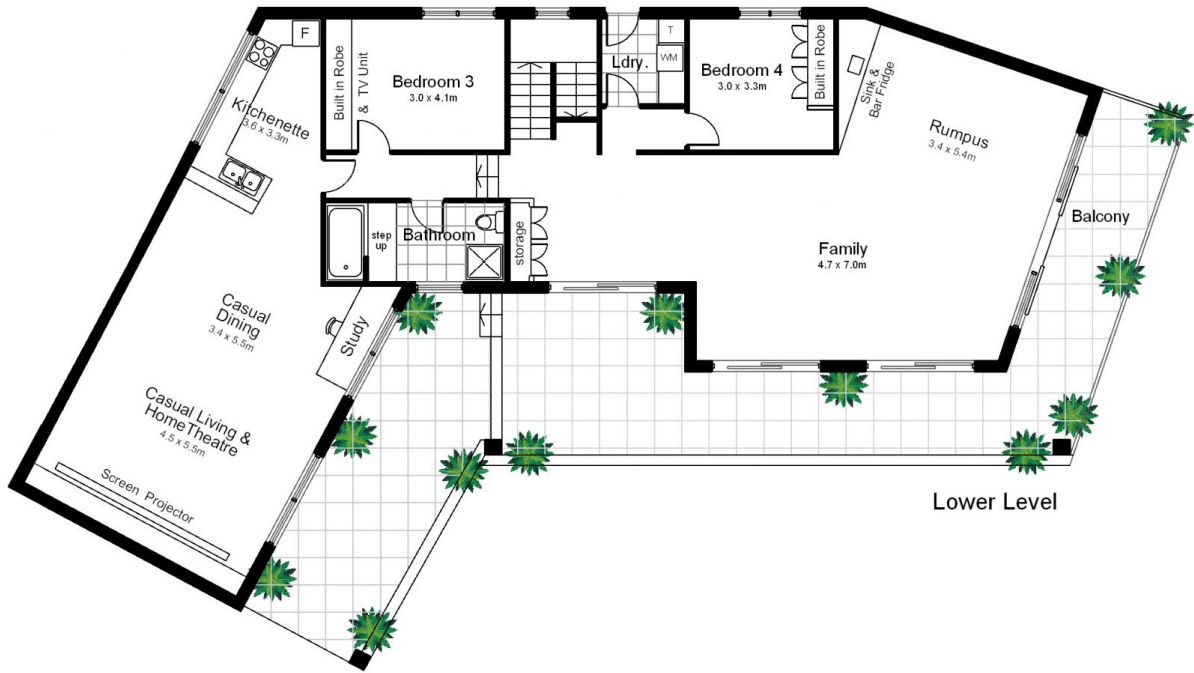 F
Built in Robe
& TV Unit
Bedroom 3
3.0 x 4.1m
Kitchenette
3.6 x 3.3m
T
WM
Ldry.
Bedroom 4
3.0 x 3.3m
Built in Robe
Sink &
Bar Fridge
Rumpus
3.4 x 5.4m
Balcony
step
up
Bathroom
storage
Family
4.7 x 7.0m
Casual
Dining
3.4 x 5.5m
Study
Casual Living &
HomeTheatre
4.5 x 5.5m
Screen Projector
Lower Level